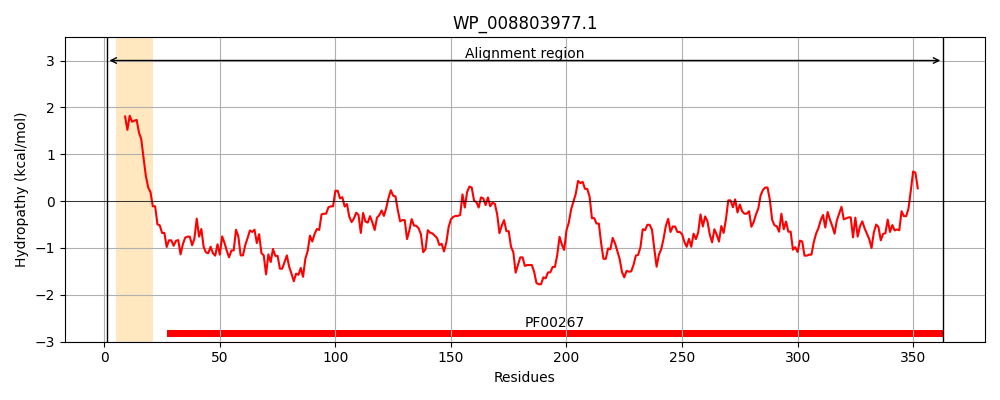 WP_008803977.1
Alignment region
PF00267
Hydropathy (kcal/mol)
3
2
1
0
−1
−2
−3
0 50 100 150 200 250 300 350
Residues